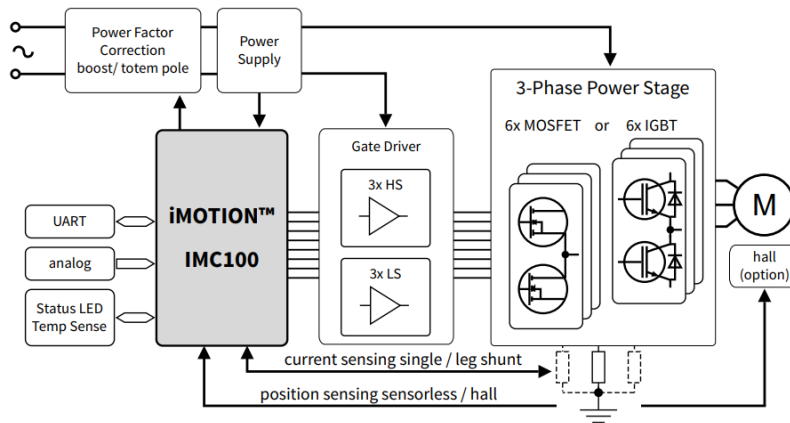 Power Factor
Correction
boost/ totem pole
Power
Supply
3-Phase Power Stage
6x MOSFET or 6x IGBT
Gate Driver
3x HS
3x LS
iMOTION™
IMC100
UART
analog
Status LED
Temp Sense
M
hall
(option)
current sensing single / leg shunt
position sensing sensorless / hall